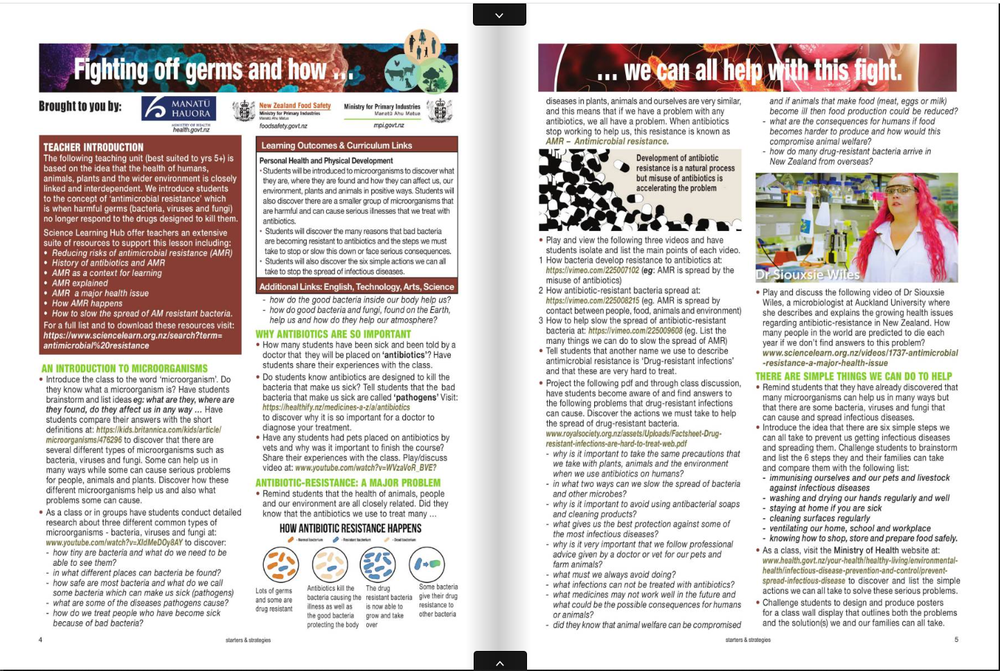 Fighting off germs and how ...
Brought to you by:
MANATŪ
HAUORA
MINISTRY OF HEALTH
health.govt.nz
New Zealand Food Safety
Ministry for Primary Industries
Manatū Ahu Matua
foodsafety.govt.nz
Ministry for Primary Industries
Manatū Ahu Matua
mpi.govt.nz
TEACHER INTRODUCTION
The following teaching unit (best suited to yrs 5+) is
based on the idea that the health of humans,
animals, plants and the wider environment is closely
linked and interdependent. We introduce students
to the concept of 'antimicrobial resistance' which
is when harmful germs (bacteria, viruses and fungi)
no longer respond to the drugs designed to kill them.
Science Learning Hub offer teachers an extensive
suite of resources to support this lesson including:
• Reducing risks of antimicrobial resistance (AMR)
• History of antibiotics and AMR
• AMR as a context for learning
• AMR explained
• AMR a major health issue
• How AMR happens
• How to slow the spread of AM resistant bacteria.
For a full list and to download these resources visit:
https://www.sciencelearn.org.nz/search?term=
antimicrobial%20resistance
AN INTRODUCTION TO MICROORGANISMS
• Introduce the class to the word 'microorganism'. Do
they know what a microorganism is? Have students
brainstorm and list ideas eg: what are they, where are
they found, do they affect us in any way ... Have
students compare their answers with the short
definitions at: https://kids.britannica.com/kids/article/
microorganisms/476296 to discover that there are
several different types of microorganisms such as
bacteria, viruses and fungi. Some can help us in
many ways while some can cause serious problems
for people, animals and plants. Discover how these
different microorganisms help us and also what
problems some can cause.
• As a class or in groups have students conduct detailed
research about three different common types of
microorganisms - bacteria, viruses and fungi at:
www.youtube.com/watch?v=XIdMeDOy8AY to discover:
- how tiny are bacteria and what do we need to be
able to see them?
- in what different places can bacteria be found?
- how safe are most bacteria and what do we call
some bacteria which can make us sick (pathogens)
- what are some of the diseases pathogens cause?
- how do we treat people who have become sick
because of bad bacteria?
Learning Outcomes & Curriculum Links
Personal Health and Physical Development
• Students will be introduced to microorganisms to discover what
they are, where they are found and how they can affect us, our
environment, plants and animals in positive ways. Students will
also discover there are a smaller group of microorganisms that
are harmful and can cause serious illnesses that we treat with
antibiotics.
• Students will discover the many reasons that bad bacteria
are becoming resistant to antibiotics and the steps we must
take to stop or slow this down or face serious consequences.
• Students will also discover the six simple actions we can all
take to stop the spread of infectious diseases.
Additional Links: English, Technology, Arts, Science
- how do the good bacteria inside our body help us?
- how do good bacteria and fungi, found on the Earth,
help us and how do they help our atmosphere?
WHY ANTIBIOTICS ARE SO IMPORTANT
• How many students have been sick and been told by a
doctor that they will be placed on 'antibiotics'? Have
students share their experiences with the class.
• Do students know antibiotics are designed to kill the
bacteria that make us sick? Tell students that the bad
bacteria that make us sick are called 'pathogens' Visit:
https://healthify.nz/medicines-a-z/a/antibiotics
to discover why it is so important for a doctor to
diagnose your treatment.
• Have any students had pets placed on antibiotics by
vets and why was it important to finish the course?
Share their experiences with the class. Play/discuss
video at: www.youtube.com/watch?v=WVzaVoR_BVE?
ANTIBIOTIC-RESISTANCE: A MAJOR PROBLEM
• Remind students that the health of animals, people
and our environment are all closely related. Did they
know that the antibiotics we use to treat many ...
HOW ANTIBIOTIC RESISTANCE HAPPENS
- Normal bacterium
- Resistant bacterium
- Dead bacterium
Lots of germs
and some are
drug resistant
Antibiotics kill the
bacteria causing the
illness as well as
the good bacteria
protecting the body
The drug
resistant bacteria
is now able to
grow and take
over
Some bacteria
give their drug
resistance to
other bacteria
4
starters & strategies
... we can all help with this fight.
diseases in plants, animals and ourselves are very similar,
and this means that if we have a problem with any
antibiotics, we all have a problem. When antibiotics
stop working to help us, this resistance is known as
AMR – Antimicrobial resistance.
Development of antibiotic
resistance is a natural process
but misuse of antibiotics is
accelerating the problem
• Play and view the following three videos and have
students isolate and list the main points of each video.
1 How bacteria develop resistance to antibiotics at:
https://vimeo.com/225007102 (eg: AMR is spread by the
misuse of antibiotics)
2 How antibiotic-resistant bacteria spread at:
https://vimeo.com/225008215 (eg. AMR is spread by
contact between people, food, animals and environment)
3 How to help slow the spread of antibiotic-resistant
bacteria at: https://vimeo.com/225009608 (eg. List the
many things we can do to slow the spread of AMR)
• Tell students that another name we use to describe
antimicrobial resistance is 'Drug-resistant infections'
and that these are very hard to treat.
• Project the following pdf and through class discussion,
have students become aware of and find answers to
the following problems that drug-resistant infections
can cause. Discover the actions we must take to help
the spread of drug-resistant bacteria.
www.royalsociety.org.nz/assets/Uploads/Factsheet-Drug-
resistant-infections-are-hard-to-treat-web.pdf
- why is it important to take the same precautions that
we take with plants, animals and the environment
when we use antibiotics on humans?
- in what two ways can we slow the spread of bacteria
and other microbes?
- why is it important to avoid using antibacterial soaps
and cleaning products?
- what gives us the best protection against some of
the most infectious diseases?
- why is it very important that we follow professional
advice given by a doctor or vet for our pets and
farm animals?
- what must we always avoid doing?
- what infections can not be treated with antibiotics?
- what medicines may not work well in the future and
what could be the possible consequences for humans
or animals?
- did they know that animal welfare can be compromised
and if animals that make food (meat, eggs or milk)
become ill then food production could be reduced?
- what are the consequences for humans if food
becomes harder to produce and how would this
compromise animal welfare?
- how do many drug-resistant bacteria arrive in
New Zealand from overseas?
Dr Siouxsie Wiles
• Play and discuss the following video of Dr Siouxsie
Wiles, a microbiologist at Auckland University where
she describes and explains the growing health issues
regarding antibiotic-resistance in New Zealand. How
many people in the world are predicted to die each
year if we don't find answers to this problem?
www.sciencelearn.org.nz/videos/1737-antimicrobial
-resistance-a-major-health-issue
THERE ARE SIMPLE THINGS WE CAN DO TO HELP
• Remind students that they have already discovered that
many microorganisms can help us in many ways but
that there are some bacteria, viruses and fungi that
can cause and spread infectious diseases.
• Introduce the idea that there are six simple steps we
can all take to prevent us getting infectious diseases
and spreading them. Challenge students to brainstorm
and list the 6 steps they and their families can take
and compare them with the following list:
- immunising ourselves and our pets and livestock
against infectious diseases
- washing and drying our hands regularly and well
- staying at home if you are sick
- cleaning surfaces regularly
- ventilating our home, school and workplace
- knowing how to shop, store and prepare food safely.
• As a class, visit the Ministry of Health website at:
www.health.govt.nz/your-health/healthy-living/environmental-
health/infectious-disease-prevention-and-control/prevent-
spread-infectious-disease to discover and list the simple
actions we can all take to solve these serious problems.
• Challenge students to design and produce posters
for a class wall display that outlines both the problems
and the solution(s) we and our families can all take.
starters & strategies
5